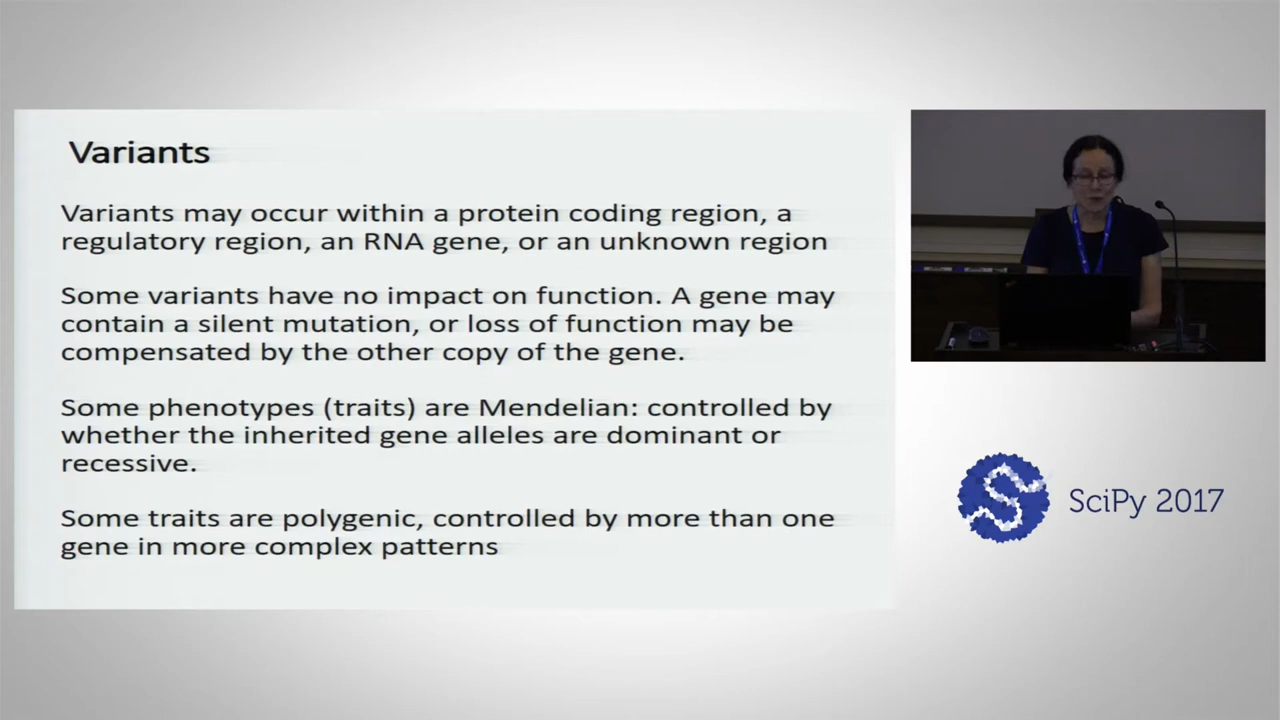 Variants
Variants may occur within a protein coding region, a
regulatory region, an RNA gene, or an unknown region
Some variants have no impact on function. A gene may
contain a silent mutation, or loss of function may be
compensated by the other copy of the gene.
Some phenotypes (traits) are Mendelian: controlled by
whether the inherited gene alleles are dominant or
recessive.
Some traits are polygenic, controlled by more than one
gene in more complex patterns
SciPy 2017